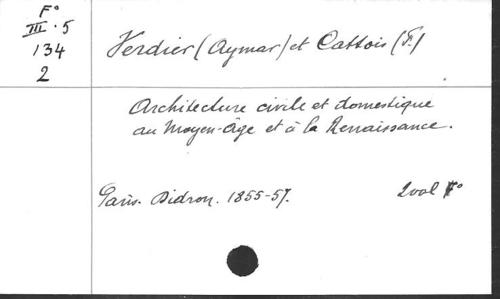 F°
III.5
134
2
Verdier (Aymar) et Cattois (F.)
Architecture civile et domestique
au Moyen-Âge et à la Renaissance.
Paris. Didron. 1855-57. 2 vol F°